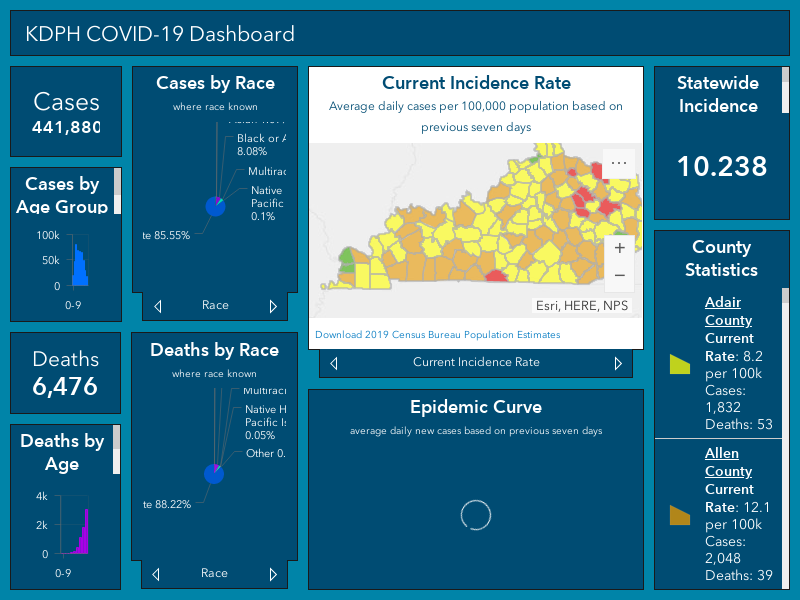 KDPH COVID-19 Dashboard
Cases
441,880
Cases by
Age Group
100k
50k
0
0-9
Deaths
6,476
Deaths by
Age
4k
2k
0
0-9
Cases by Race
where race known
Black or A
8.08%
Multirac
Native
Pacific
0.1%
te 85.55%
Race
Deaths by Race
where race known
Multirac
Native H
Pacific Is
0.05%
Other 0.
te 88.22%
Race
Current Incidence Rate
Average daily cases per 100,000 population based on
previous seven days
Esri, HERE, NPS
Download 2019 Census Bureau Population Estimates
Current Incidence Rate
Epidemic Curve
average daily new cases based on previous seven days
Statewide
Incidence
10.238
County
Statistics
Adair
County
Current
Rate: 8.2
per 100k
Cases:
1,832
Deaths: 53
Allen
County
Current
Rate: 12.1
per 100k
Cases:
2,048
Deaths: 39